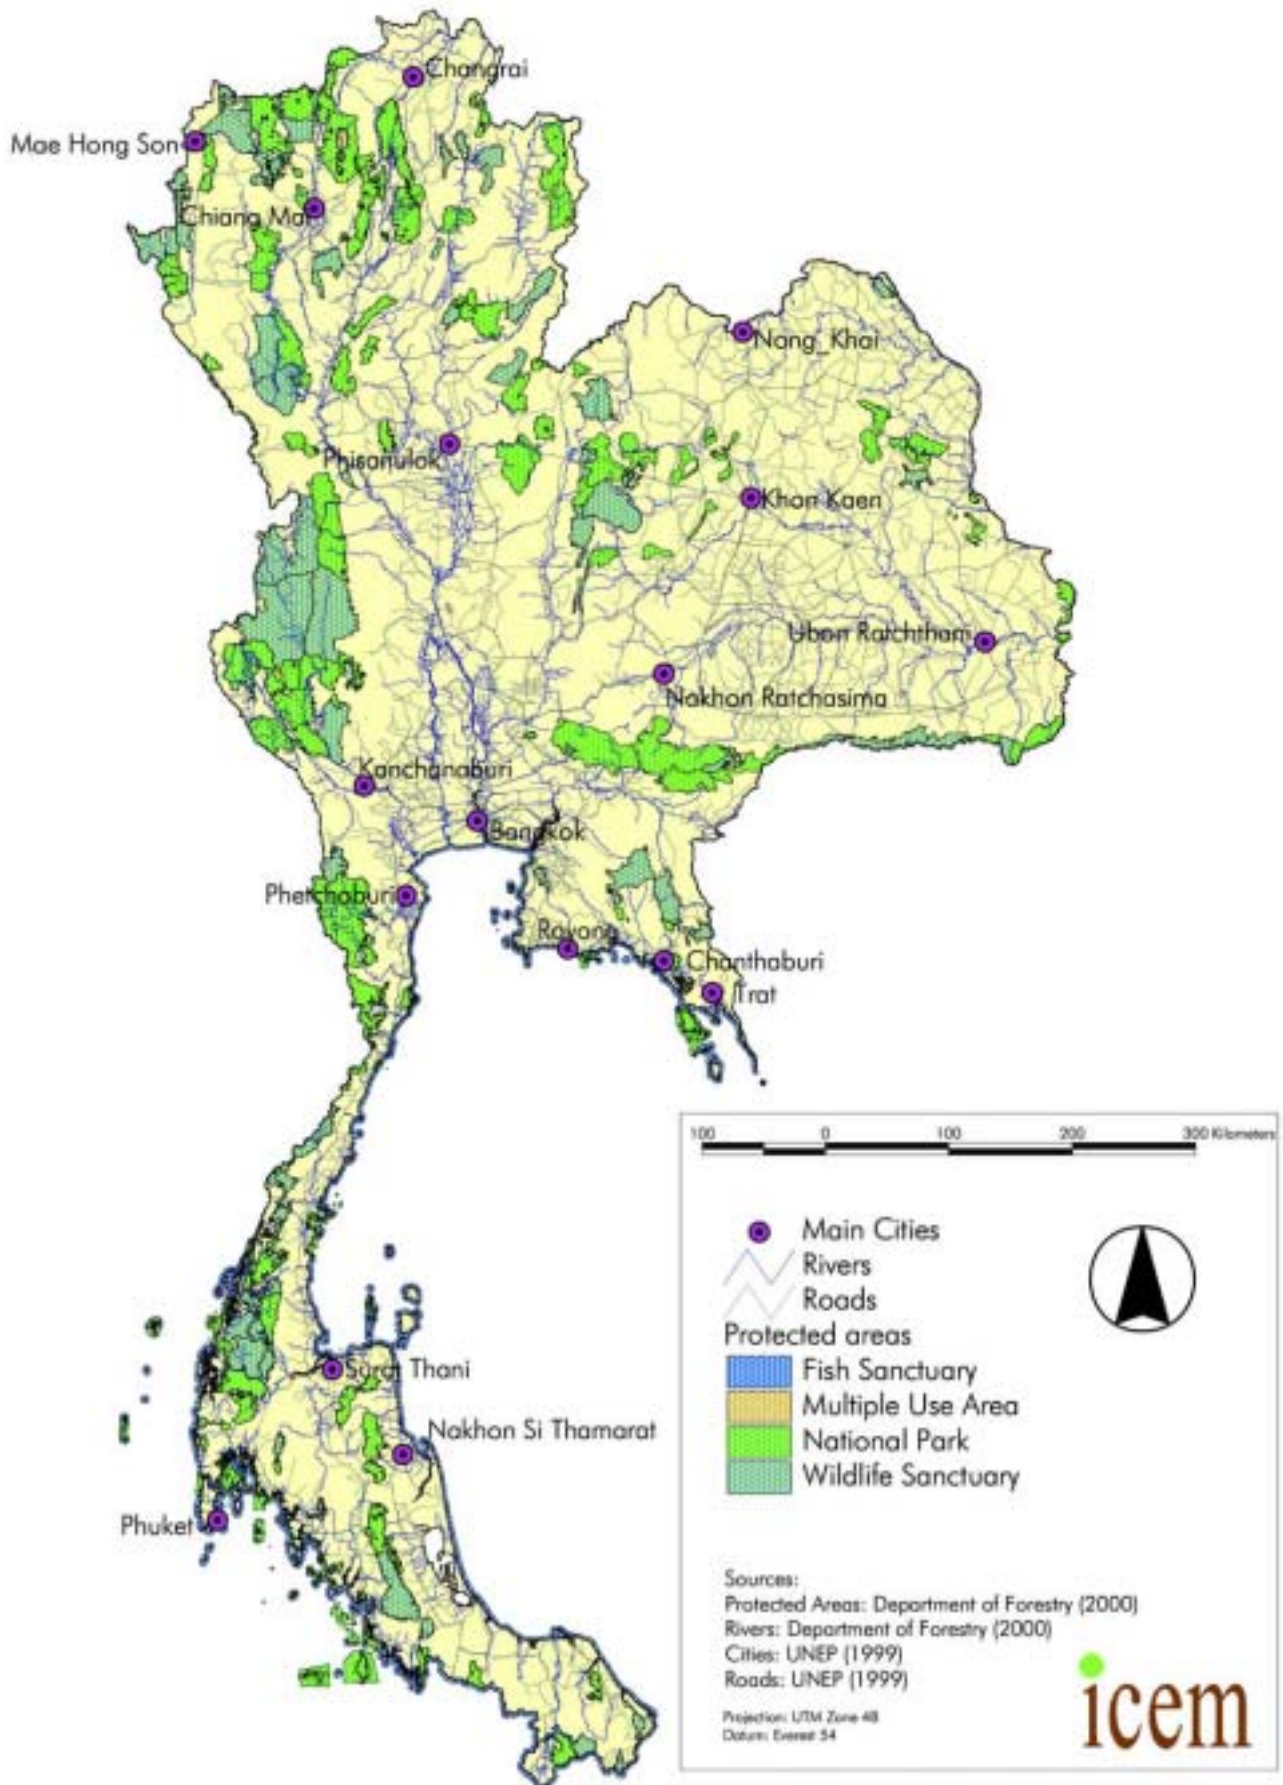 Changrai
Mae Hong Son
Chiang Mai
Nong_Khai
Phisanulok
Khon Kaen
Ubon Ratchtham
Nakhon Ratchasima
Kanchanaburi
Bangkok
Phetchaburi
Rayong
Chanthaburi
Trat
100 0 100 200 300 Kilometers
Main Cities
Rivers
Roads
Protected areas
Fish Sanctuary
Multiple Use Area
National Park
Wildlife Sanctuary
Surat Thani
Nakhon Si Thamarat
Phuket
Sources:
Protected Areas: Department of Forestry (2000)
Rivers: Department of Forestry (2000)
Cities: UNEP (1999)
Roads: UNEP (1999)
Projection: UTM Zone 48
Datum: Everest 54
icem